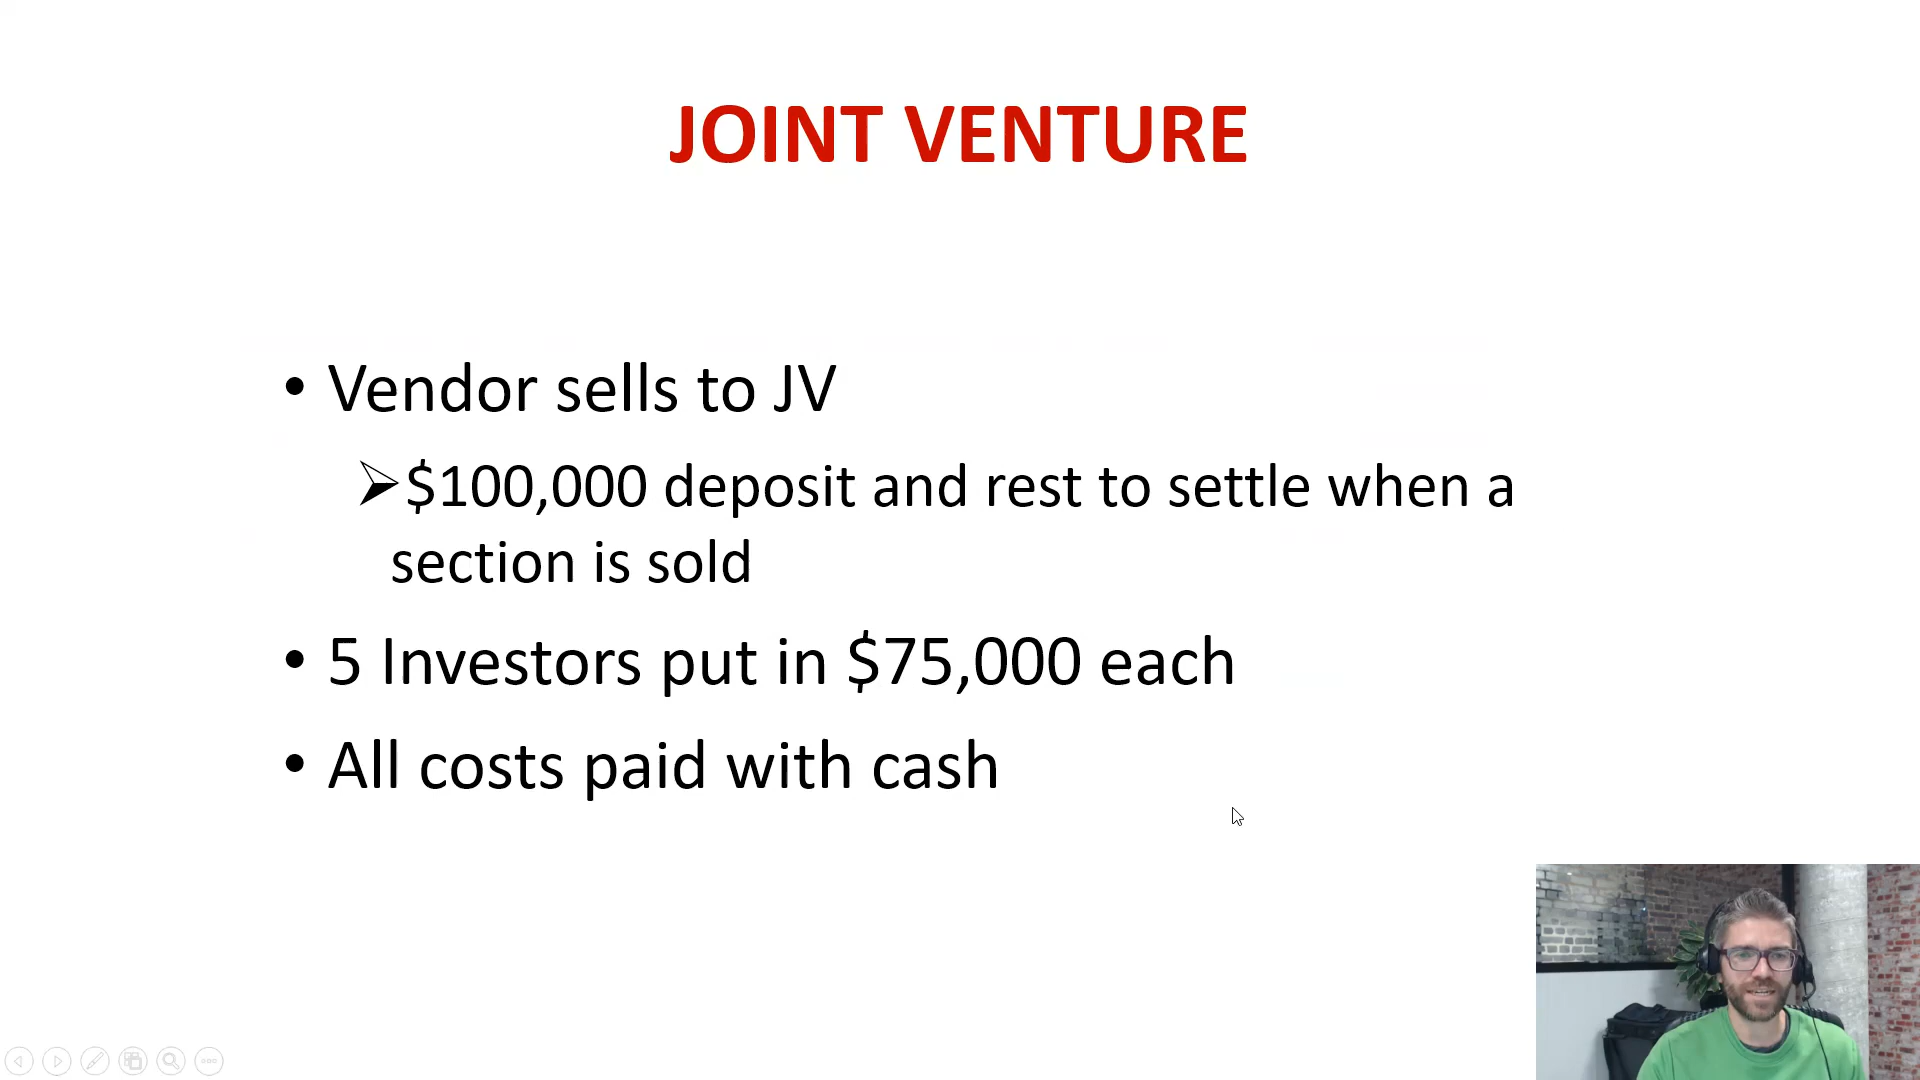 JOINT VENTURE
• Vendor sells to JV
➢$100,000 deposit and rest to settle when a
section is sold
• 5 Investors put in $75,000 each
• All costs paid with cash